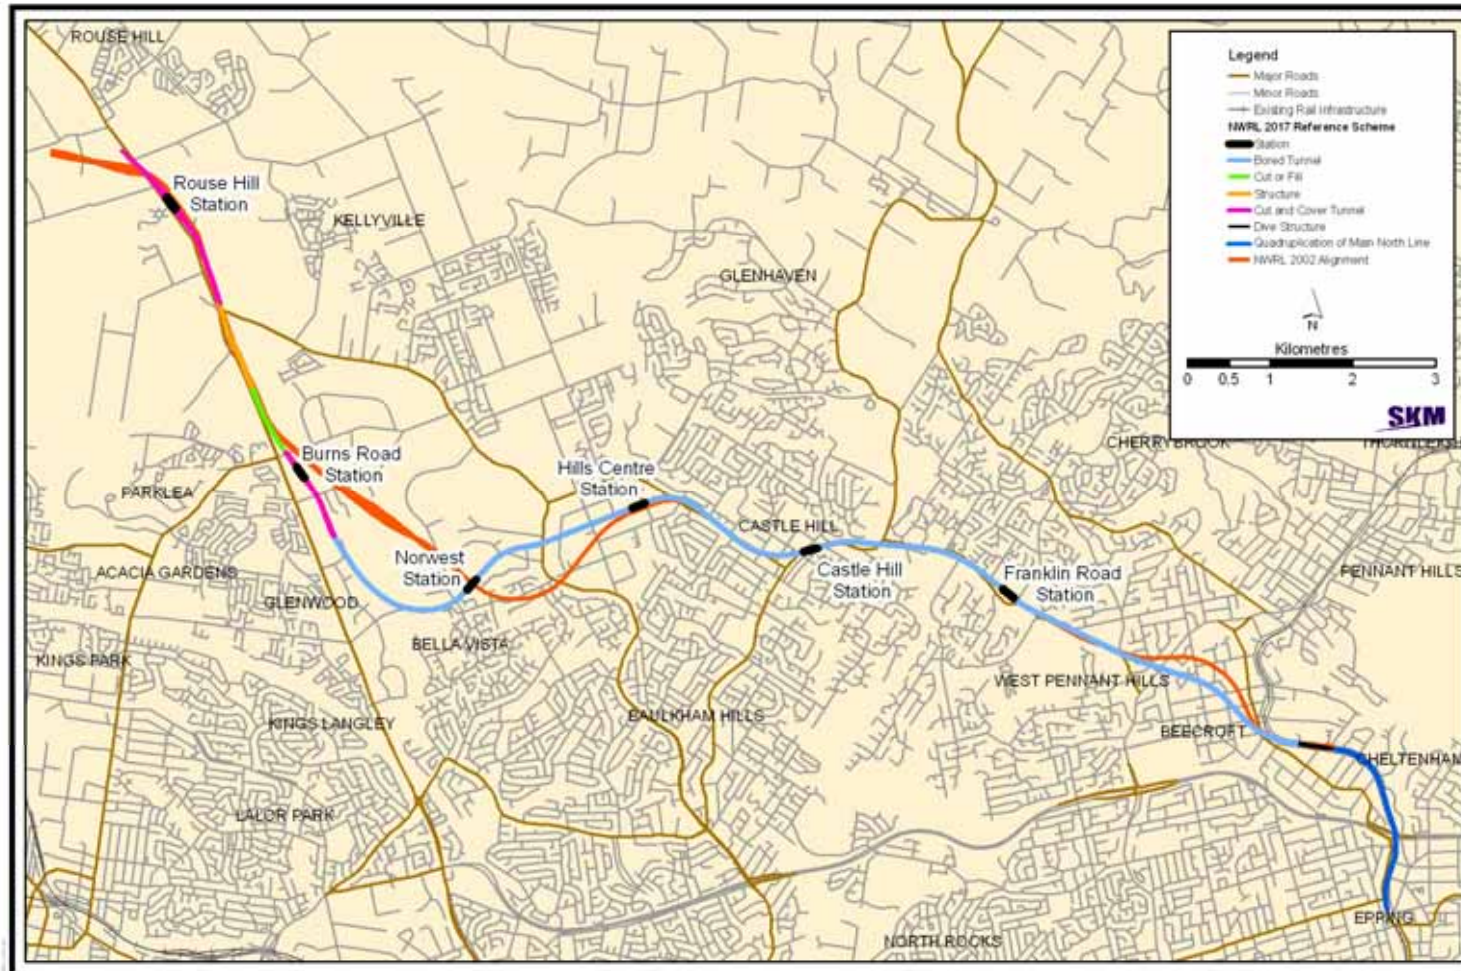 ROUSE HILL
Legend
Major Roads
Minor Roads
Existing Rail Infrastructure
NWRL 2017 Reference Scheme
Station
Bored Tunnel
Cut or Fill
Structure
Cut and Cover Tunnel
Dive Structure
Quadruplication of Main North Line
NWRL 2002 Alignment
N
Kilometres
0 0.5 1 2 3
SKM
Rouse Hill
Station
KELLYVILLE
GLENHAVEN
CHERRYBROOK
THORNLEIGH
Burns Road
Station
Hills Centre
Station
PARKLEA
CASTLE HILL
Norwest
Station
ACACIA GARDENS
Castle Hill
Station
Franklin Road
Station
PENNANT HILLS
GLENWOOD
BELLA VISTA
KINGS PARK
WEST PENNANT HILLS
KINGS LANGLEY
BAULKHAM HILLS
BEECROFT
CHELTENHAM
LALOR PARK
EPPING
NORTH ROCKS